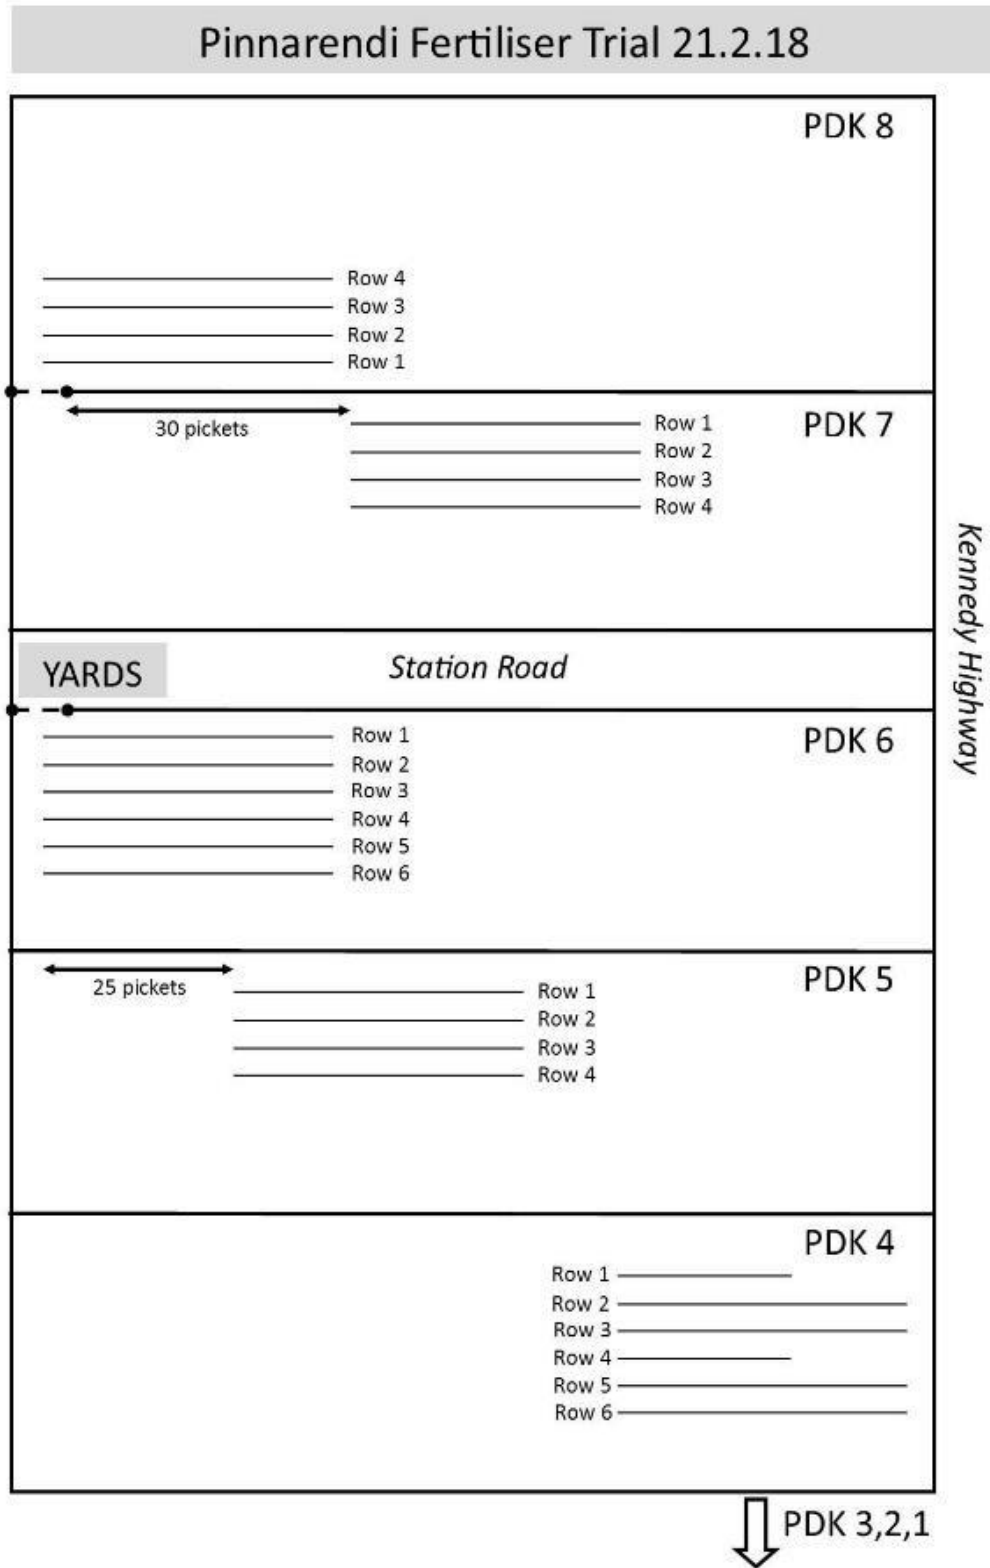 Pinnarendi Fertiliser Trial 21.2.18
PDK 8
Row 4
Row 3
Row 2
Row 1
30 pickets
PDK 7
Row 1
Row 2
Row 3
Row 4
Kennedy Highway
YARDS
Station Road
PDK 6
Row 1
Row 2
Row 3
Row 4
Row 5
Row 6
25 pickets
PDK 5
Row 1
Row 2
Row 3
Row 4
PDK 4
Row 1
Row 2
Row 3
Row 4
Row 5
Row 6
PDK 3,2,1